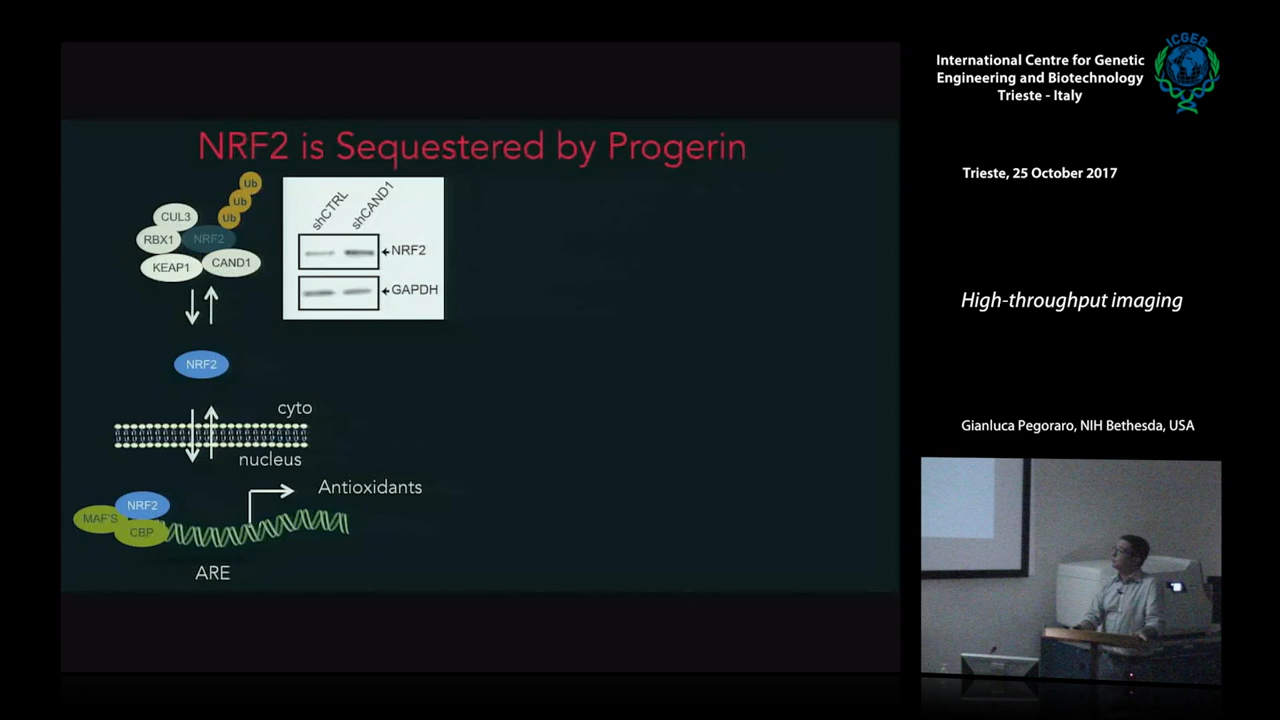 NRF2 is Sequestered by Progerin
Ub
Ub
Ub
CUL3
RBX1
NRF2
KEAP1
CAND1
shCTRL
shCAND1
NRF2
GAPDH
NRF2
cyto
nucleus
Antioxidants
NRF2
MAF'S
CBP
ARE
ICGEB
International Centre for Genetic
Engineering and Biotechnology
Trieste - Italy
Trieste, 25 October 2017
High-throughput imaging
Gianluca Pegoraro, NIH Bethesda, USA